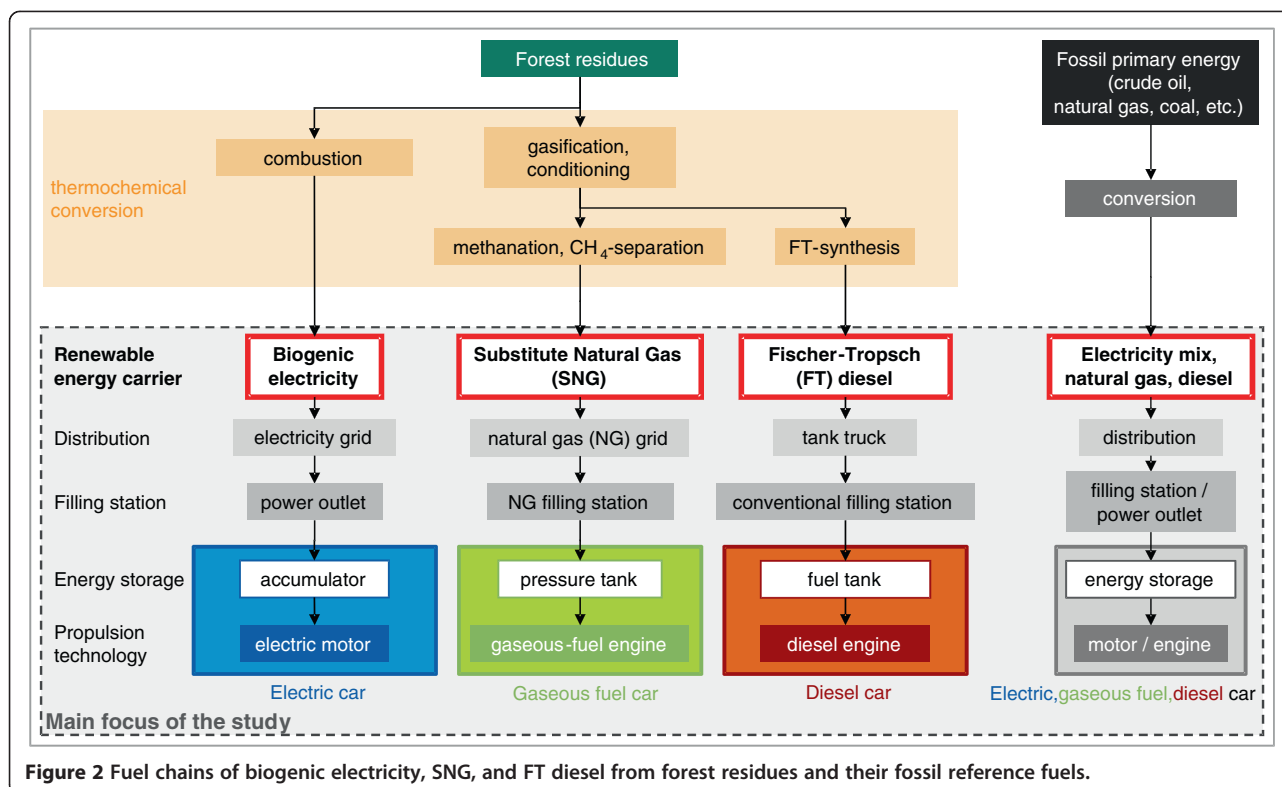 Forest residues
Fossil primary energy
(crude oil,
natural gas, coal, etc.)
thermochemical
conversion
combustion
gasification,
conditioning
conversion
methanation, CH4-separation
FT-synthesis
Renewable
energy carrier
Biogenic
electricity
Substitute Natural Gas
(SNG)
Fischer-Tropsch
(FT) diesel
Electricity mix,
natural gas, diesel
Distribution
electricity grid
natural gas (NG) grid
tank truck
distribution
Filling station
power outlet
NG filling station
conventional filling station
filling station /
power outlet
Energy storage
accumulator
pressure tank
fuel tank
energy storage
Propulsion
technology
electric motor
gaseous-fuel engine
diesel engine
motor / engine
Electric car
Gaseous fuel car
Diesel car
Electric,gaseous fuel,diesel car
Main focus of the study
Figure 2 Fuel chains of biogenic electricity, SNG, and FT diesel from forest residues and their fossil reference fuels.